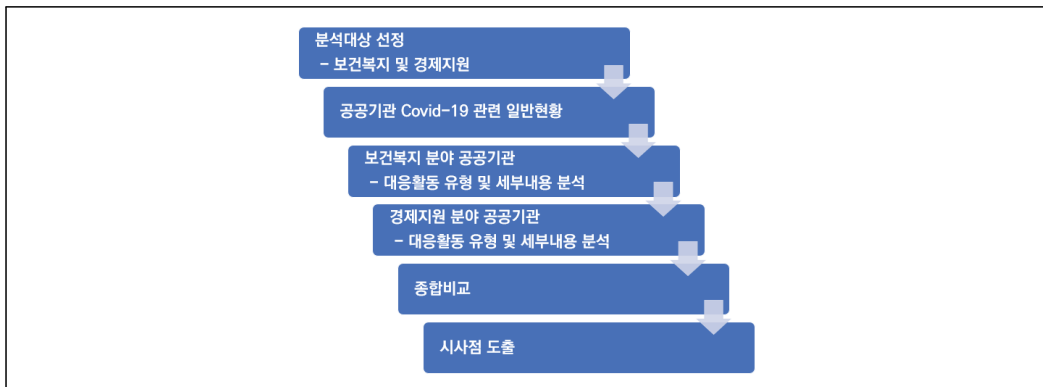 분석대상 선정
- 보건복지 및 경제지원
공공기관 Covid-19 관련 일반현황
보건복지 분야 공공기관
- 대응활동 유형 및 세부내용 분석
경제지원 분야 공공기관
- 대응활동 유형 및 세부내용 분석
종합비교
시사점 도출